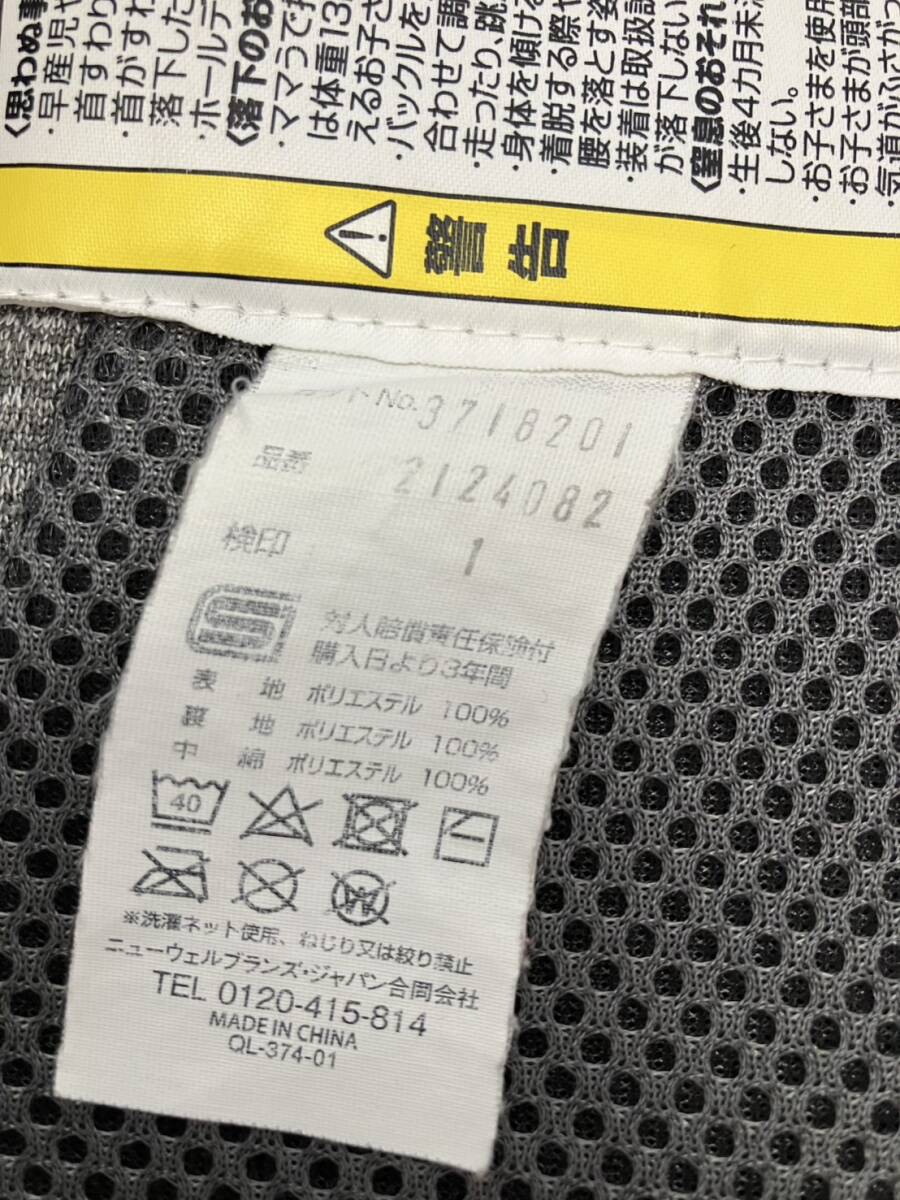 〈思わぬ事
・早産児や
首すわり
・首がすわ
落下した
ホールデ
〈落下のお
・ママうで
は体重13.
えるお子さ
・バックルを
合わせて調
・走ったり、跳
・身体を傾ける
・着脱する際や
腰を落とす姿
・装着は取扱説
が落下しない
〈窒息のおそれ
・生後4カ月未
しない。
・お子さまを使用
・お子さまが頭部
気道がふさがっ
警告
No. 3718201
品番 2124082
検印 1
SG
対人賠償責任保険付
購入日より3年間
表 地 ポリエステル 100%
裏 地 ポリエステル 100%
中 綿 ポリエステル 100%
40
※洗濯ネット使用、ねじり又は絞り禁止
ニューウェルブランズ・ジャパン合同会社
TEL 0120-415-814
MADE IN CHINA
QL-374-01